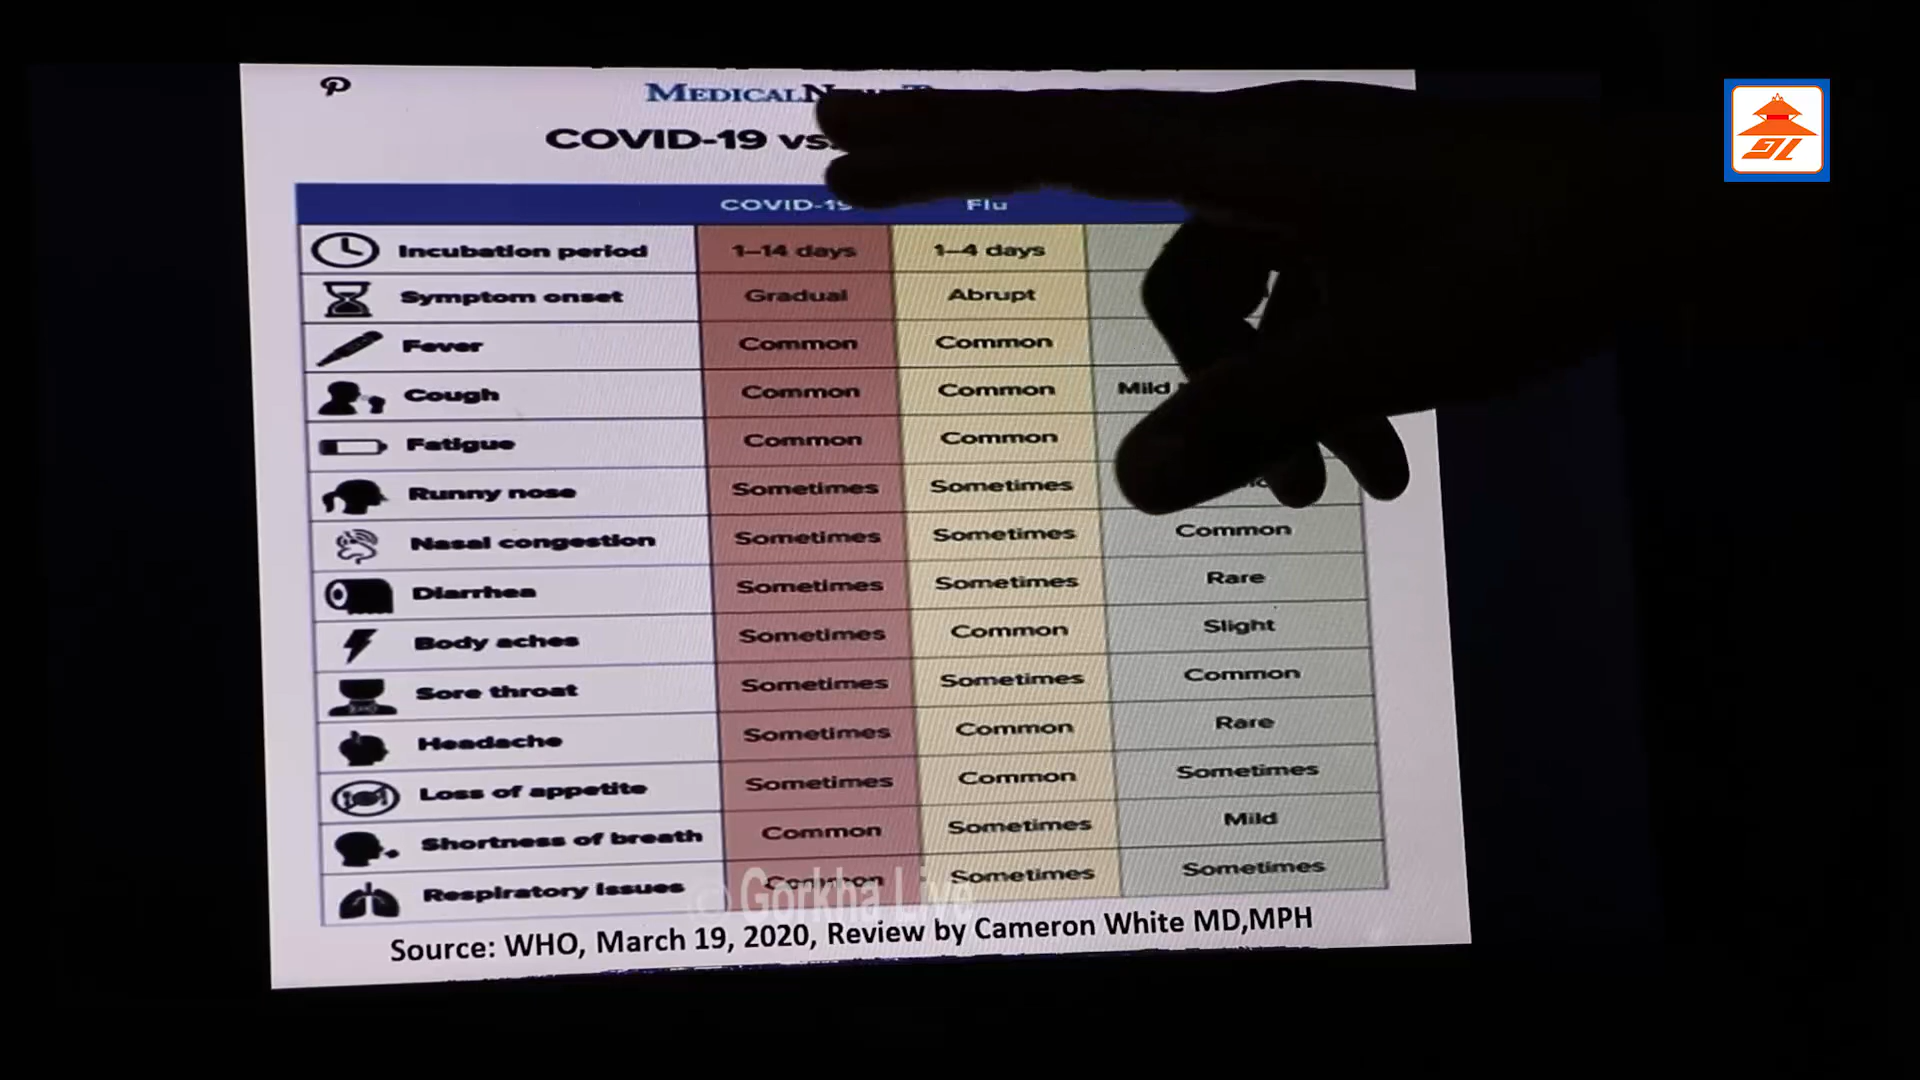 MEDICAL
COVID-19 vs.
COVID-19 Flu
Incubation period 1–14 days 1–4 days
Symptom onset Gradual Abrupt
Fever Common Common
Cough Common Common Mild
Fatigue Common Common
Runny nose Sometimes Sometimes
Nasal congestion Sometimes Sometimes Common
Diarrhea Sometimes Sometimes Rare
Body aches Sometimes Common Slight
Sore throat Sometimes Sometimes Common
Headache Sometimes Common Rare
Loss of appetite Sometimes Common Sometimes
Shortness of breath Common Sometimes Mild
Respiratory issues Common Sometimes Sometimes
© Gorkha Live
Source: WHO, March 19, 2020, Review by Cameron White MD,MPH